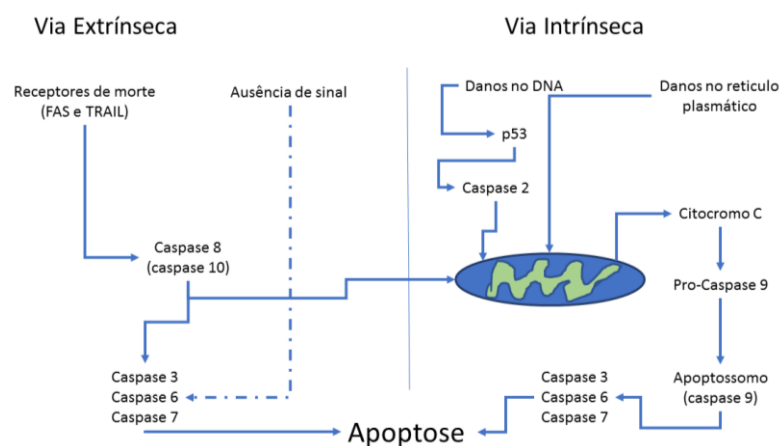 Via Extrínseca
Via Intrínseca
Receptores de morte
(FAS e TRAIL)
Ausência de sinal
Danos no DNA
Danos no reticulo
plasmático
p53
Caspase 2
Citocromo C
Caspase 8
(caspase 10)
Pro-Caspase 9
Caspase 3
Caspase 6
Caspase 7
Caspase 3
Caspase 6
Caspase 7
Apoptossomo
(caspase 9)
Apoptose